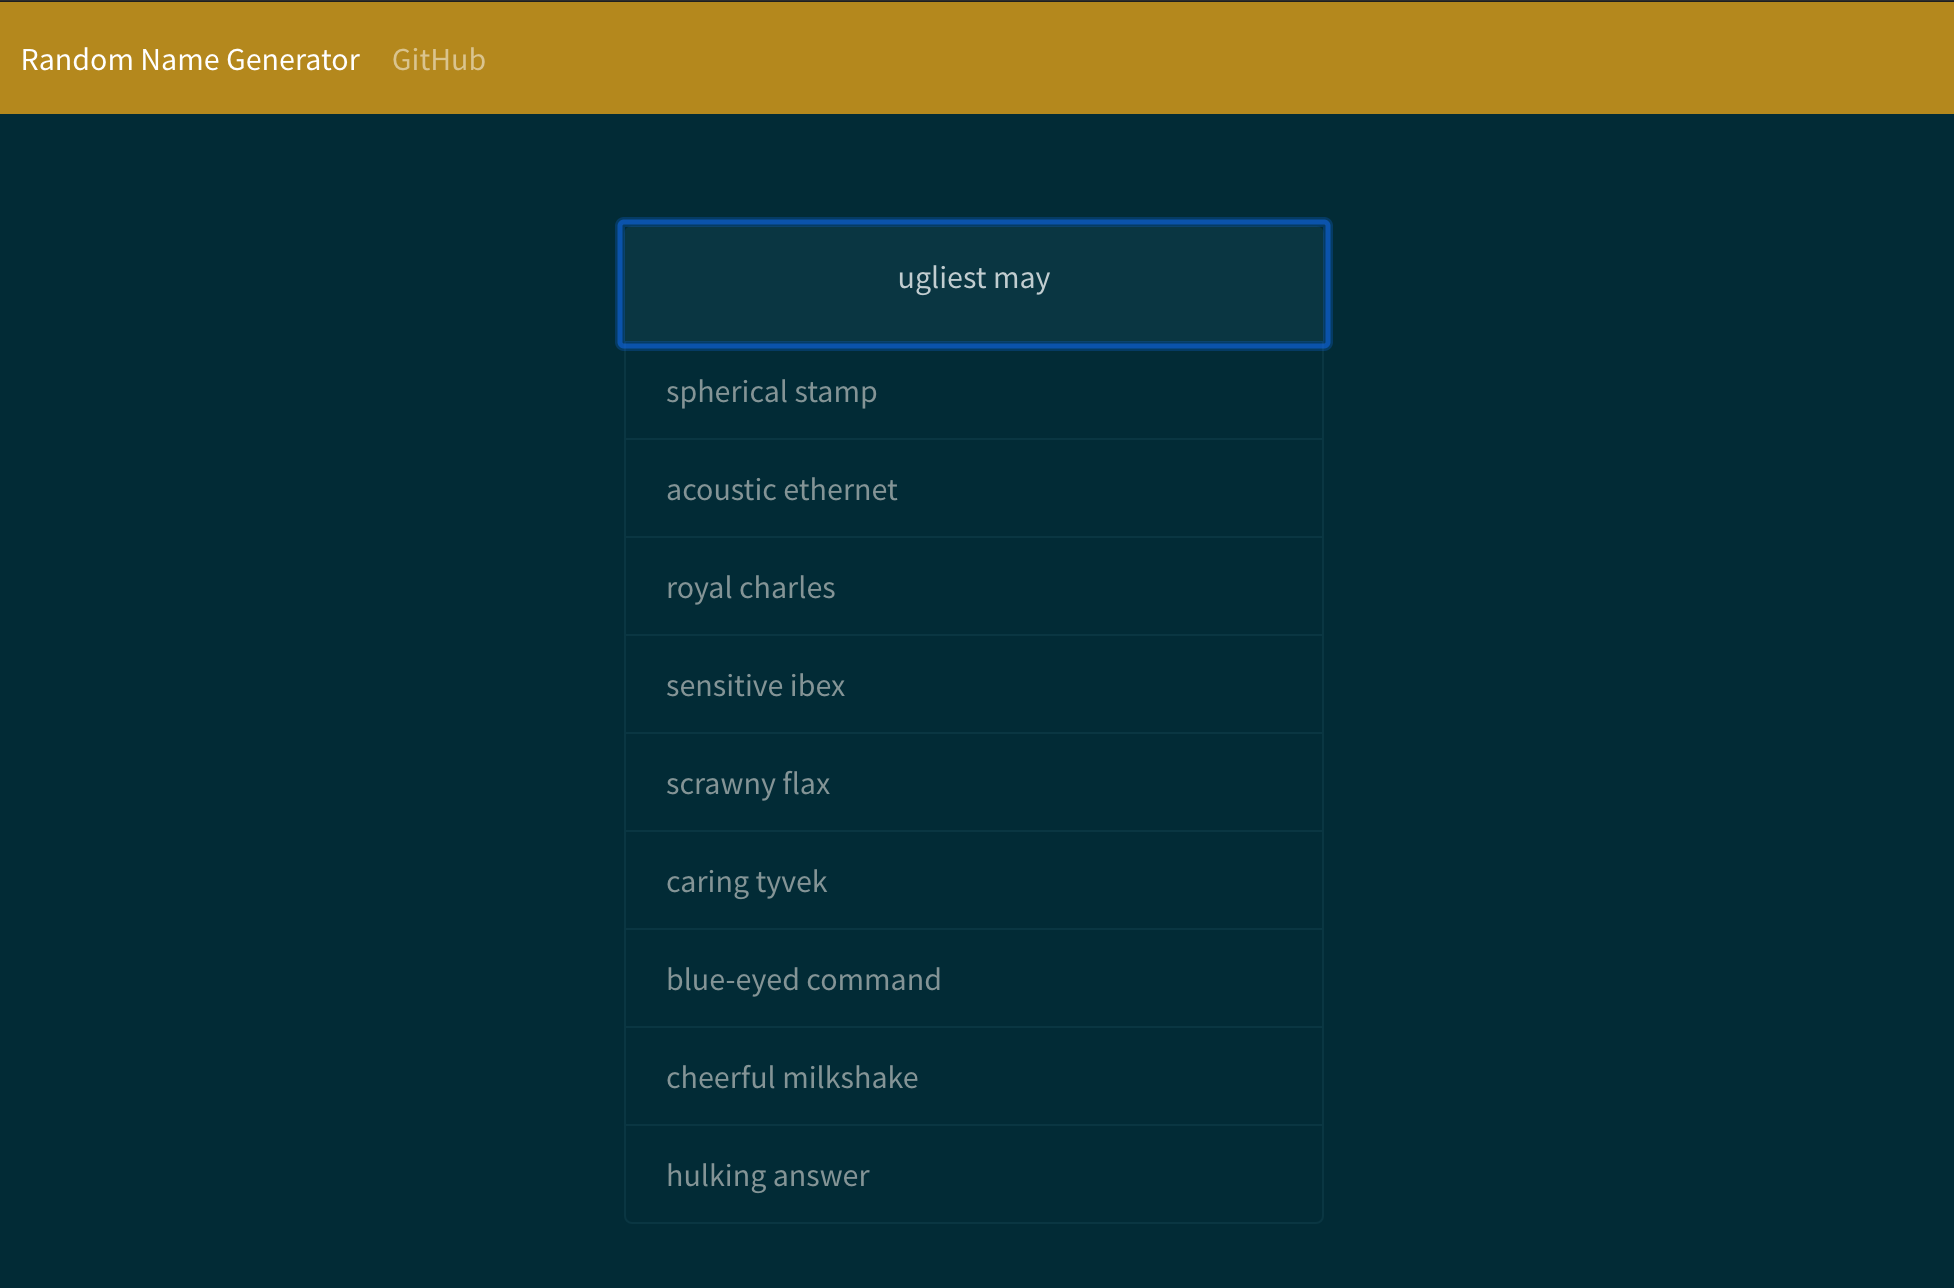 Random Name Generator GitHub
ugliest may
spherical stamp
acoustic ethernet
royal charles
sensitive ibex
scrawny flax
caring tyvek
blue-eyed command
cheerful milkshake
hulking answer